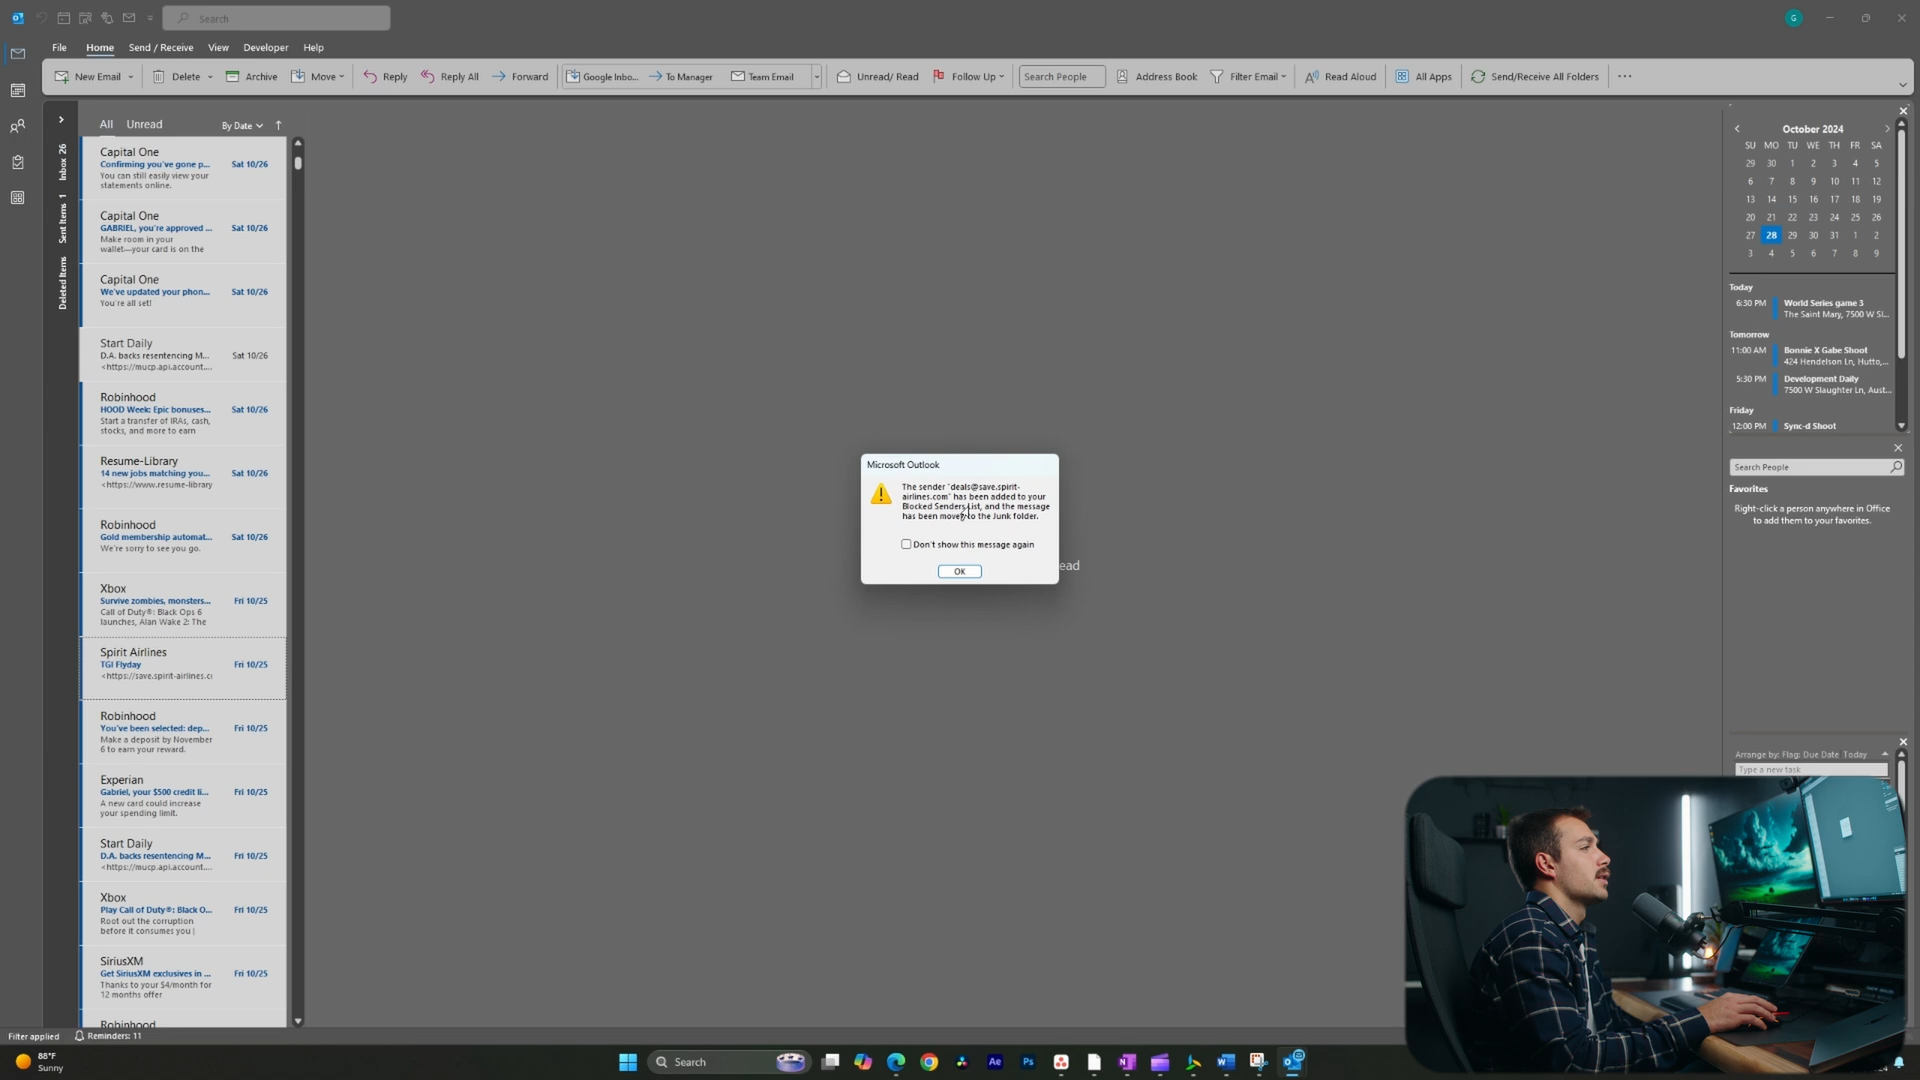 Search
G
File Home Send / Receive View Developer Help
New Email Delete Archive Move Reply Reply All Forward Google Inbo... To Manager Team Email Unread/ Read Follow Up Search People Address Book Filter Email Read Aloud All Apps Send/Receive All Folders ...
Inbox 26
Sent Items 1
Deleted Items
All Unread By Date
Capital One
Confirming you've gone p... Sat 10/26
You can still easily view your
statements online.
Capital One
GABRIEL, you're approved ... Sat 10/26
Make room in your
wallet—your card is on the
Capital One
We've updated your phon... Sat 10/26
You're all set!
Start Daily
D.A. backs resentencing M... Sat 10/26
<https://mucp.api.account....
Robinhood
HOOD Week: Epic bonuses... Sat 10/26
Start a transfer of IRAs, cash,
stocks, and more to earn
Resume-Library
14 new jobs matching you... Sat 10/26
<https://www.resume-library
Robinhood
Gold membership automat... Sat 10/26
We're sorry to see you go.
Xbox
Survive zombies, monsters... Fri 10/25
Call of Duty®: Black Ops 6
launches, Alan Wake 2: The
Spirit Airlines
TGI Flyday Fri 10/25
<https://save.spirit-airlines.c
Robinhood
You've been selected: dep... Fri 10/25
Make a deposit by November
6 to earn your reward.
Experian
Gabriel, your $500 credit li... Fri 10/25
A new card could increase
your spending limit.
Start Daily
D.A. backs resentencing M... Fri 10/25
<https://mucp.api.account....
Xbox
Play Call of Duty®: Black O... Fri 10/25
Root out the corruption
before it consumes you |
SiriusXM
Get SiriusXM exclusives in ... Fri 10/25
Thanks to your $4/month for
12 months offer
Robinhood
Microsoft Outlook
The sender "deals@save.spirit-
airlines.com" has been added to your
Blocked Senders List, and the message
has been moved to the Junk folder.
Don't show this message again
OK
ead
October 2024
SU MO TU WE TH FR SA
29 30 1 2 3 4 5
6 7 8 9 10 11 12
13 14 15 16 17 18 19
20 21 22 23 24 25 26
27 28 29 30 31 1 2
3 4 5 6 7 8 9
Today
6:30 PM World Series game 3
The Saint Mary, 7500 W Sl...
Tomorrow
11:00 AM Bonnie X Gabe Shoot
424 Hendelson Ln, Hutto,...
5:30 PM Development Daily
7500 W Slaughter Ln, Aust...
Friday
12:00 PM Sync-d Shoot
Search People
Favorites
Right-click a person anywhere in Office
to add them to your favorites.
Arrange by: Flag: Due Date Today
Type a new task
Filter applied Reminders: 11
88°F
Sunny
Search
Ae
Ps